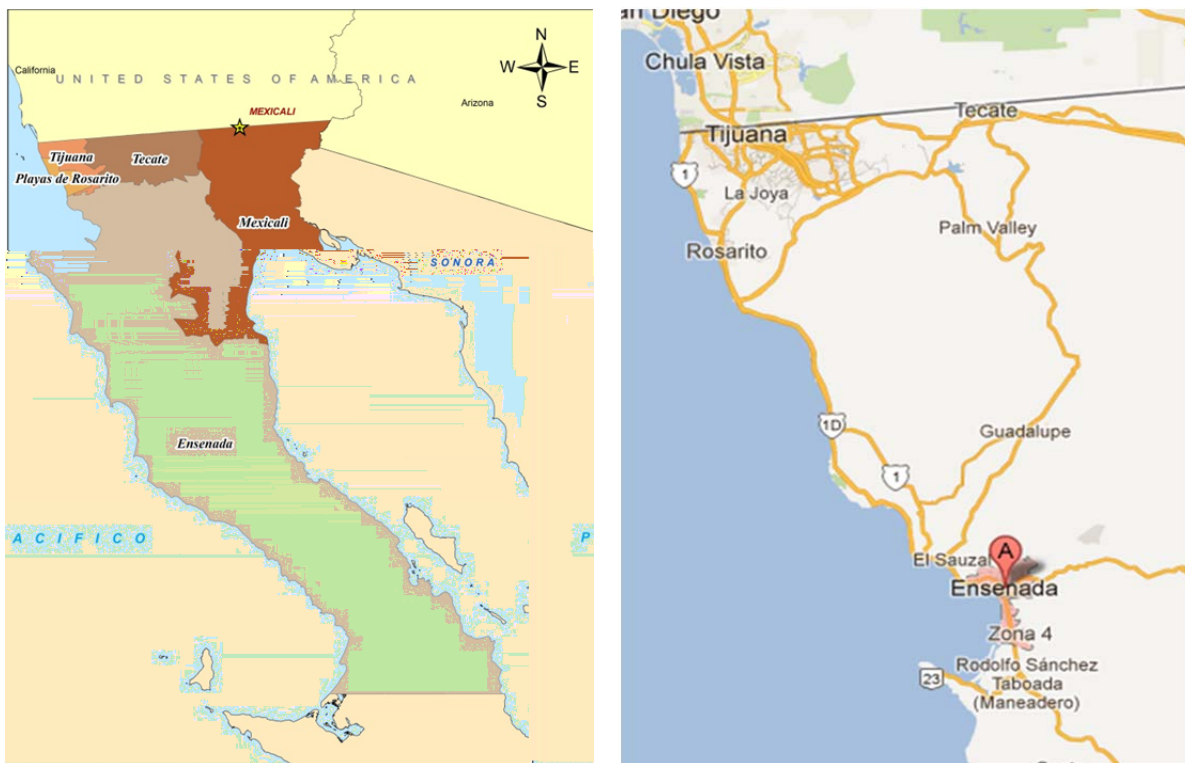 N
W E
S
California
UNITED STATES OF AMERICA
Arizona
MEXICALI
Tijuana
Tecate
Playas de Rosarito
Mexicali
SONORA
Ensenada
ACIFICO
P
San Diego
Chula Vista
Tecate
Tijuana
1
La Joya
Palm Valley
Rosarito
1D
Guadalupe
1
El Sauzal
A
Ensenada
Zona 4
23
Rodolfo Sánchez
Taboada
(Maneadero)